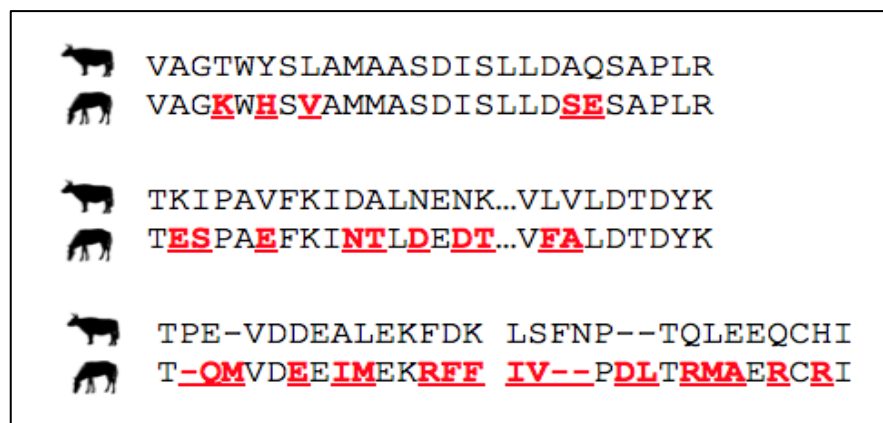 VAGTWYSLAMAASDISLLDAQSAPLR
VAGKWHSVAMMASDISLLDSESAPLR
TKIPAVFKIDALNENK…VLVLDTDYK
TESPAEFKINTLDEDT…VFALDTDYK
TPE-VDDEALEKFDK LSFNP--TQLEEQCHI
T-QMVDEEIMEKRFF IV--PDLTRMAERCRI